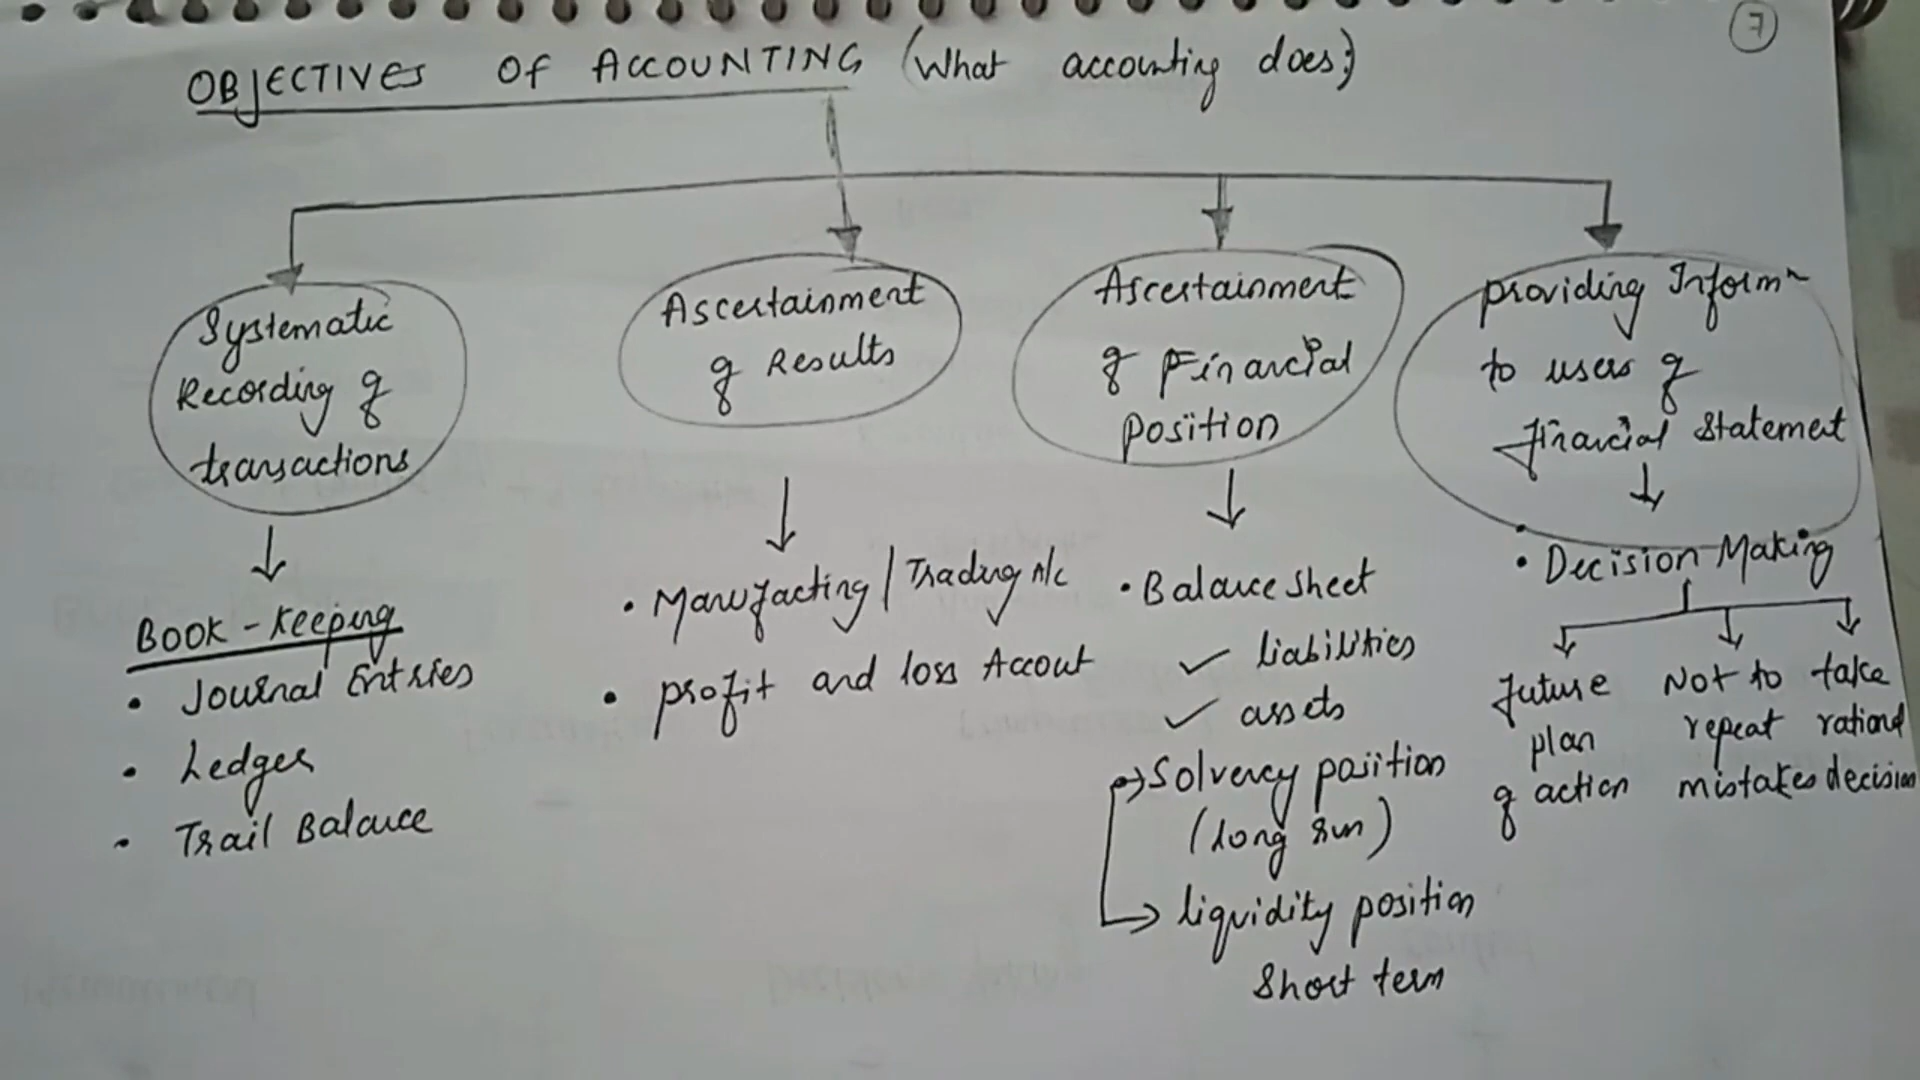 7
OBJECTIVES OF ACCOUNTING (What accounting does;)
Systematic
Recording of
transactions
BOOK - Keeping
• Journal Entries
• Ledger
• Trail Balance
Ascertainment
of Results
• Manufacting / Trading A/c
• profit and loss Accout
Ascertainment
of Financial
position
• Balance sheet
✓ liabilities
✓ assets
→ Solvency position
(long run)
→ liquidity position
Short term
providing Inform~
to users of
financial statement
• Decision Making
future
plan
of action
Not to
repeat
mistakes
take
rational
decision